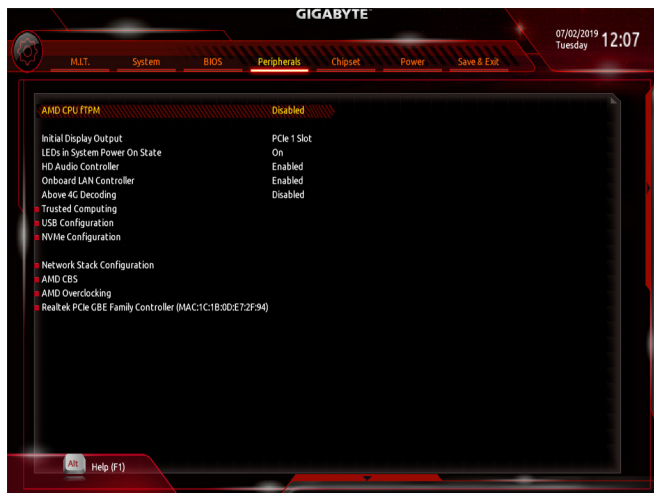 GIGABYTE™
07/02/2019 Tuesday 12:07
M.I.T. System BIOS Peripherals Chipset Power Save & Exit
AMD CPU fTPM Disabled
Initial Display Output PCIe 1 Slot
LEDs in System Power On State On
HD Audio Controller Enabled
Onboard LAN Controller Enabled
Above 4G Decoding Disabled
Trusted Computing
USB Configuration
NVMe Configuration
Network Stack Configuration
AMD CBS
AMD Overclocking
Realtek PCIe GBE Family Controller (MAC:1C:1B:0D:E7:2F:94)
Alt Help (F1)